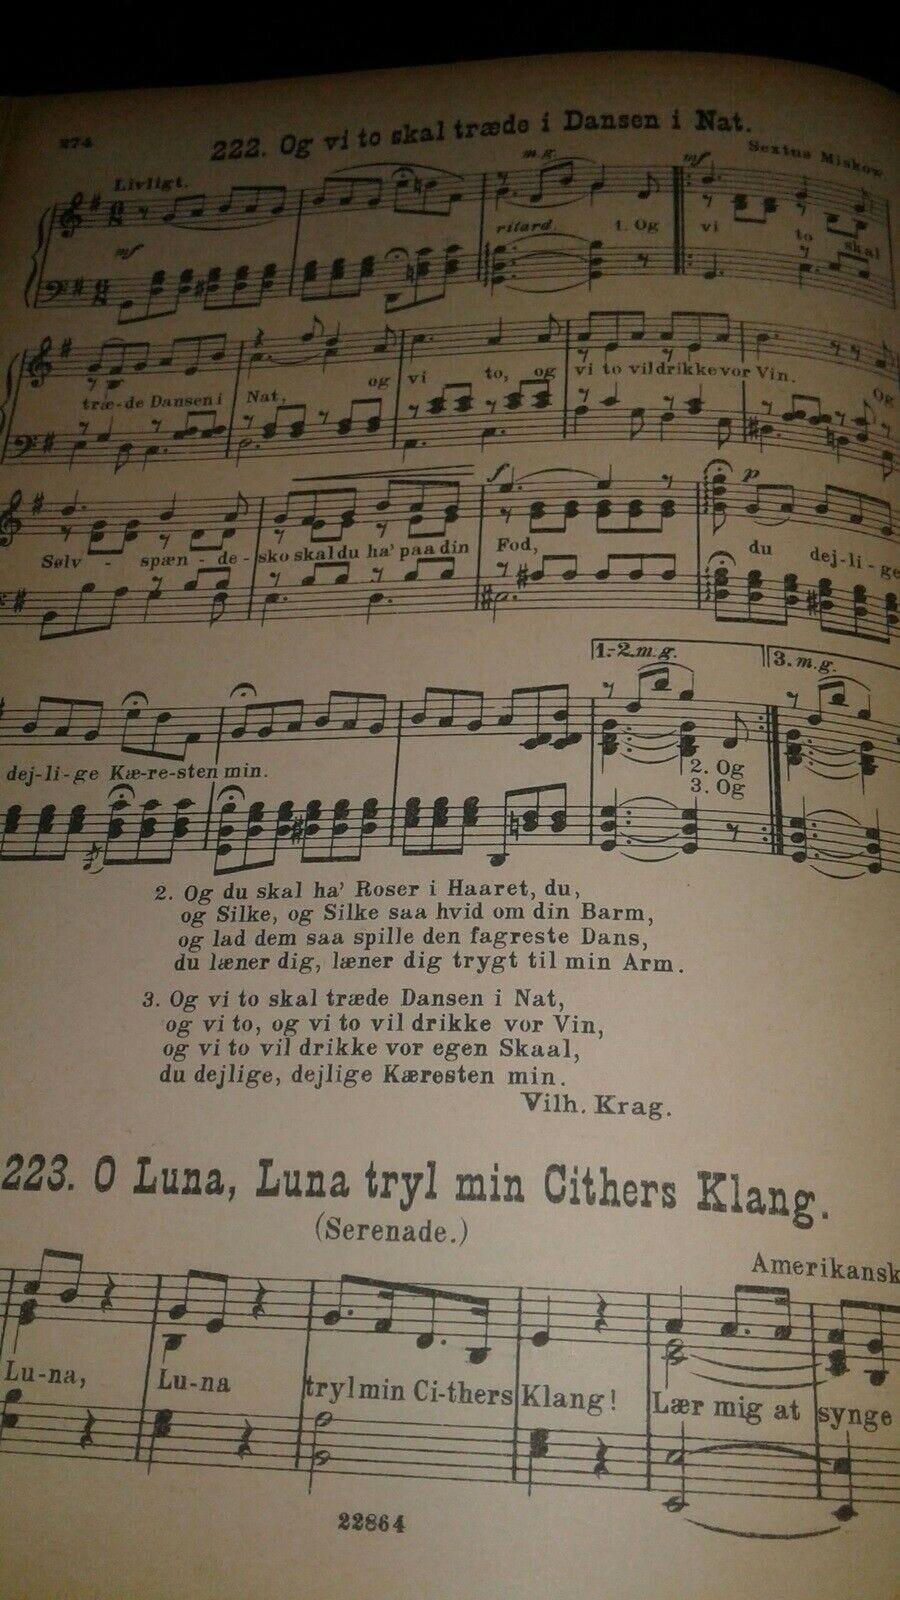 274
222. Og vi to skal træde i Dansen i Nat.
Sextus Miskow
Livligt.
m.g.
mf
mf
ritard.
1. Og vi to skal
træ-de Dansen i Nat, og vi to, og vi to vil drikke vor Vin. Og
f
p
Sølv - spæn - de - sko skal du ha' paa din Fod, du dej-li-ge
1.-2. m.g.
3. m.g.
dej-li-ge Kæ-re-sten min.
2. Og
3. Og
2. Og du skal ha' Roser i Haaret, du,
og Silke, og Silke saa hvid om din Barm,
og lad dem saa spille den fagreste Dans,
du læner dig, læner dig trygt til min Arm.
3. Og vi to skal træde Dansen i Nat,
og vi to, og vi to vil drikke vor Vin,
og vi to vil drikke vor egen Skaal,
du dejlige, dejlige Kæresten min.
Vilh. Krag.
223. O Luna, Luna tryl min Cithers Klang.
(Serenade.)
Amerikansk
Lu-na, Lu-na tryl min Ci-thers Klang! Lær mig at synge
22864